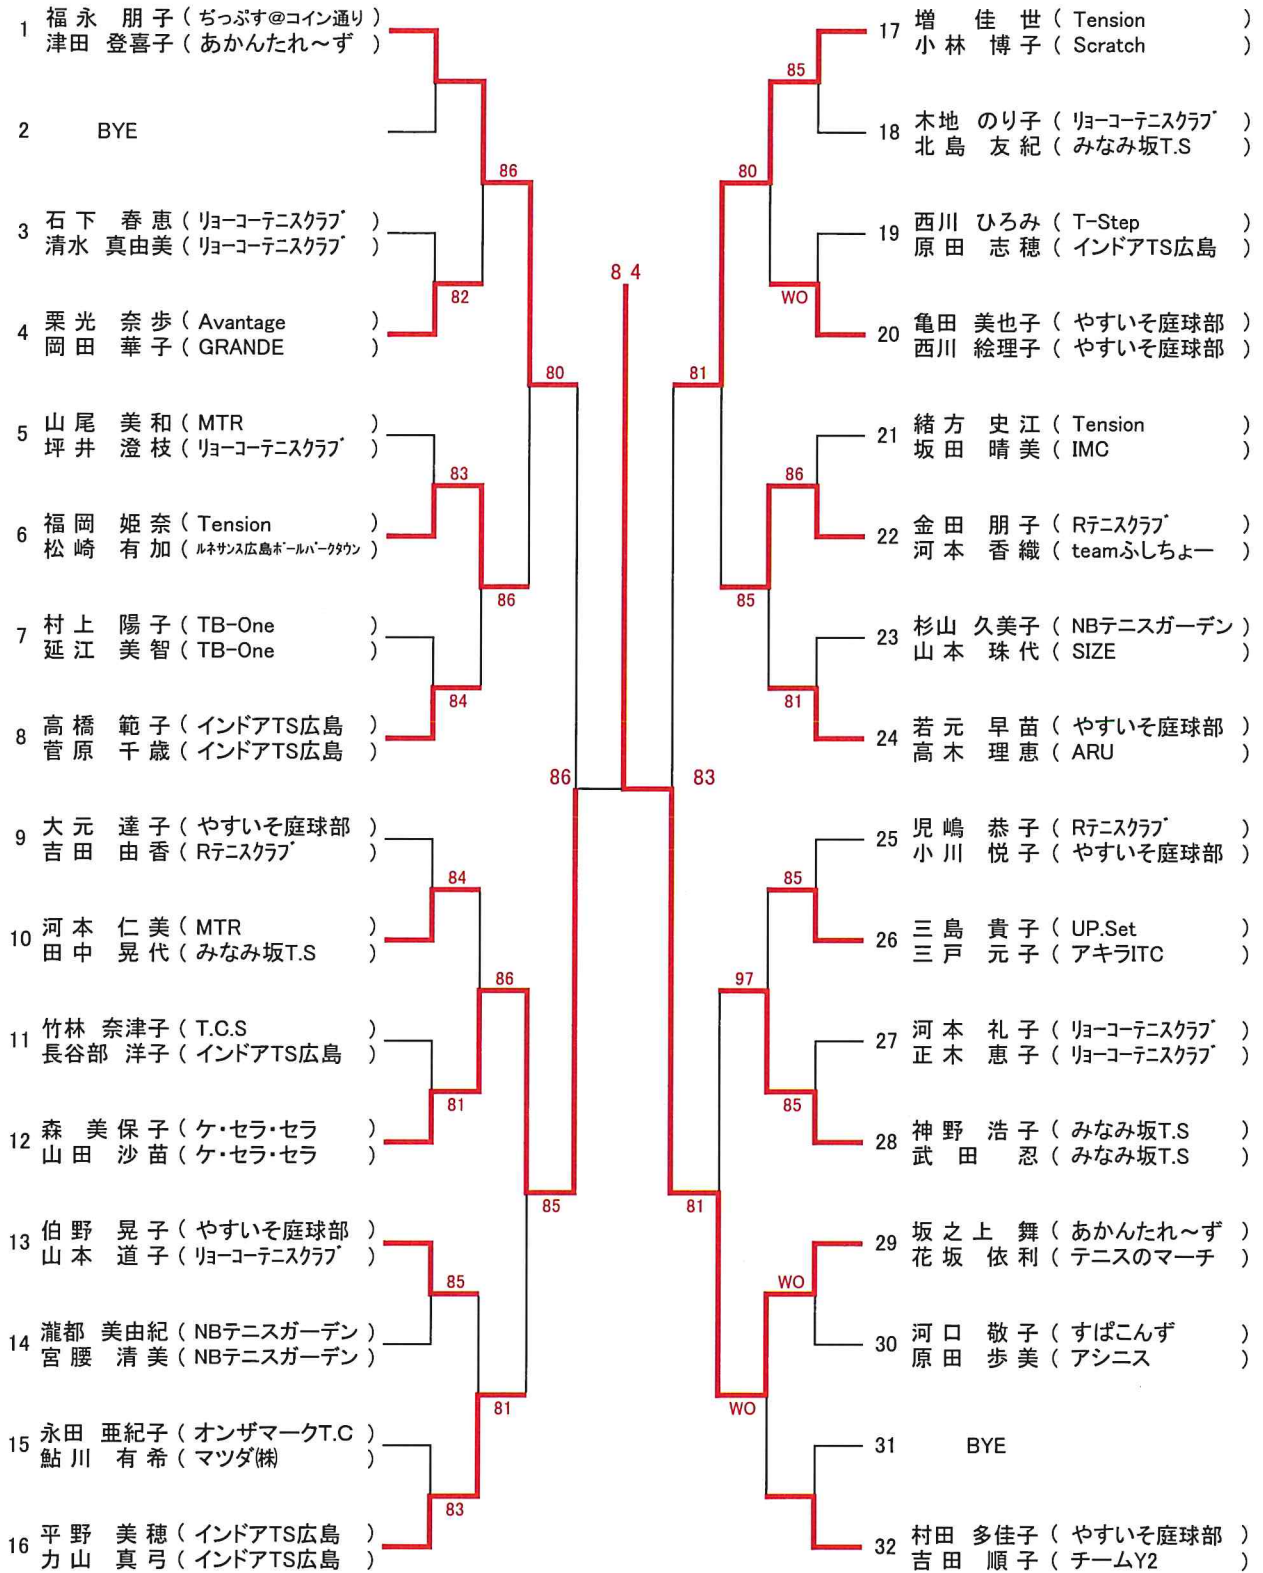 1 福永 朋子 ( ぢっぷす＠コイン通り )
津田 登喜子 ( あかんたれ～ず )
2 BYE
86
3 石下 春恵 ( リョーコーテニスクラブ )
清水 真由美 ( リョーコーテニスクラブ )
82
4 栗光 奈歩 ( Avantage )
岡田 華子 ( GRANDE )
80
5 山尾 美和 ( MTR )
坪井 澄枝 ( リョーコーテニスクラブ )
83
6 福岡 姫奈 ( Tension )
松崎 有加 ( ルネサンス広島ボールパークタウン )
86
7 村上 陽子 ( TB-One )
延江 美智 ( TB-One )
84
8 高橋 範子 ( インドアTS広島 )
菅原 千歳 ( インドアTS広島 )
86
9 大元 達子 ( やすいそ庭球部 )
吉田 由香 ( Rテニスクラブ )
84
10 河本 仁美 ( MTR )
田中 晃代 ( みなみ坂T.S )
86
11 竹林 奈津子 ( T.C.S )
長谷部 洋子 ( インドアTS広島 )
81
12 森 美保子 ( ケ・セラ・セラ )
山田 沙苗 ( ケ・セラ・セラ )
85
13 伯野 晃子 ( やすいそ庭球部 )
山本 道子 ( リョーコーテニスクラブ )
85
14 瀧都 美由紀 ( NBテニスガーデン )
宮腰 清美 ( NBテニスガーデン )
81
15 永田 亜紀子 ( オンザマークT.C )
鮎川 有希 ( マツダ㈱ )
83
16 平野 美穂 ( インドアTS広島 )
力山 真弓 ( インドアTS広島 )
84
17 増 佳世 ( Tension )
小林 博子 ( Scratch )
85
18 木地 のり子 ( リョーコーテニスクラブ )
北島 友紀 ( みなみ坂T.S )
80
19 西川 ひろみ ( T-Step )
原田 志穂 ( インドアTS広島 )
WO
20 亀田 美也子 ( やすいそ庭球部 )
西川 絵理子 ( やすいそ庭球部 )
81
21 緒方 史江 ( Tension )
坂田 晴美 ( IMC )
86
22 金田 朋子 ( Rテニスクラブ )
河本 香織 ( teamふしちょー )
85
23 杉山 久美子 ( NBテニスガーデン )
山本 珠代 ( SIZE )
81
24 若元 早苗 ( やすいそ庭球部 )
高木 理恵 ( ARU )
83
25 児嶋 恭子 ( Rテニスクラブ )
小川 悦子 ( やすいそ庭球部 )
85
26 三島 貴子 ( UP.Set )
三戸 元子 ( アキラITC )
97
27 河本 礼子 ( リョーコーテニスクラブ )
正木 恵子 ( リョーコーテニスクラブ )
85
28 神野 浩子 ( みなみ坂T.S )
武田 忍 ( みなみ坂T.S )
81
29 坂之上 舞 ( あかんたれ～ず )
花坂 依利 ( テニスのマーチ )
WO
30 河口 敬子 ( すぱこんず )
原田 歩美 ( アシニス )
WO
31 BYE
32 村田 多佳子 ( やすいそ庭球部 )
吉田 順子 ( チームY2 )